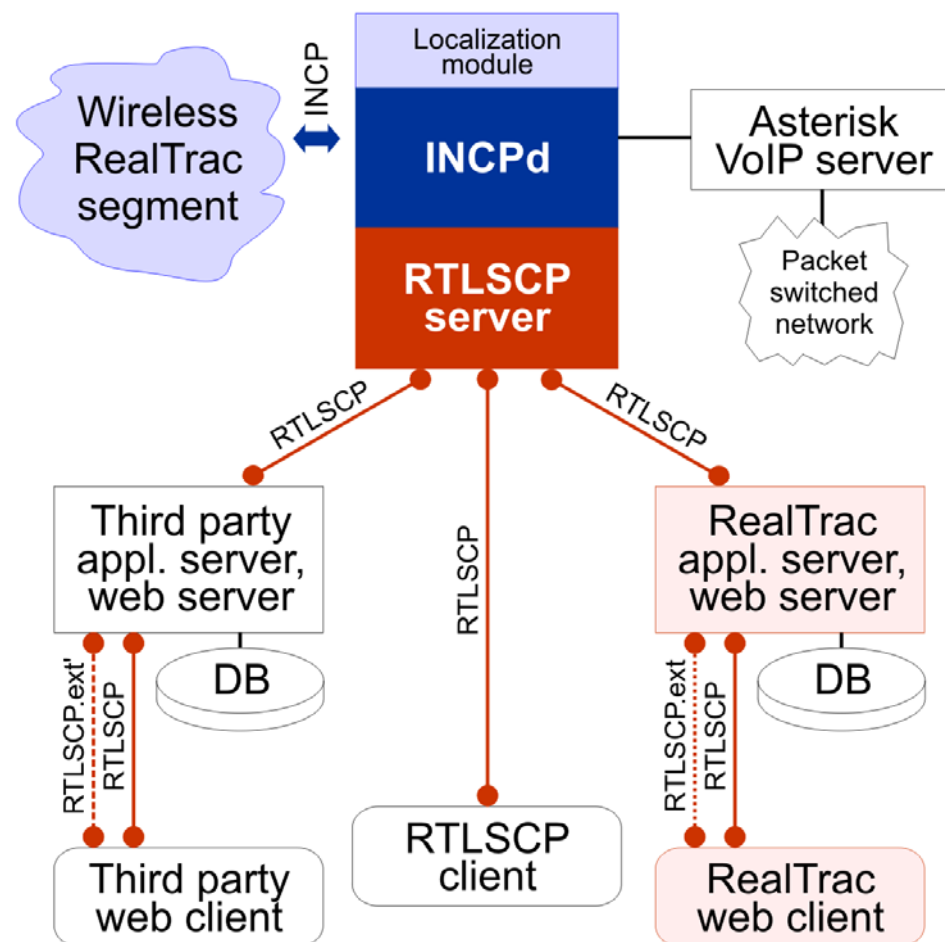 Localization
module
INCP
Wireless
RealTrac
segment
INCPd
Asterisk
VoIP server
RTLSCP
server
Packet
switched
network
RTLSCP
RTLSCP
RTLSCP
Third party
appl. server,
web server
RealTrac
appl. server,
web server
DB
DB
RTLSCP.ext'
RTLSCP
RTLSCP.ext
RTLSCP
Third party
web client
RTLSCP
client
RealTrac
web client